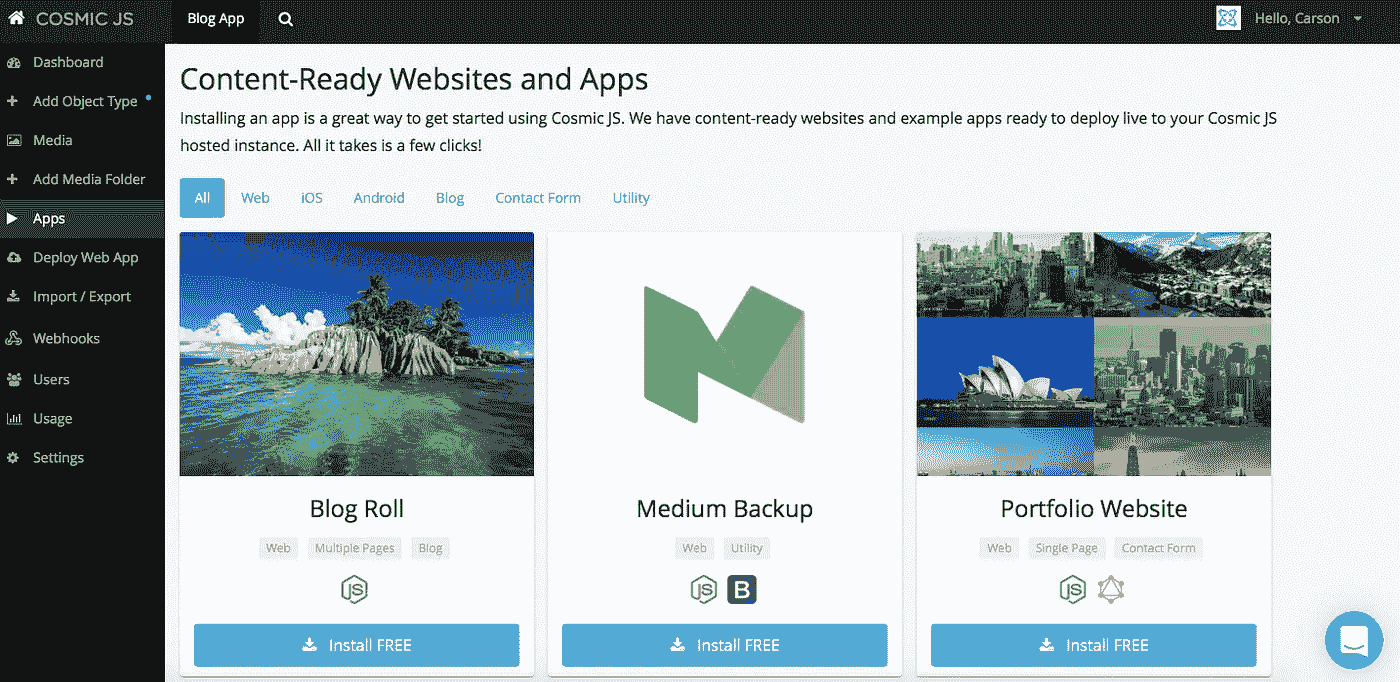 COSMIC JS
Blog App
Hello, Carson
Dashboard
Add Object Type
Media
Add Media Folder
Apps
Deploy Web App
Import / Export
Webhooks
Users
Usage
Settings
Content-Ready Websites and Apps
Installing an app is a great way to get started using Cosmic JS. We have content-ready websites and example apps ready to deploy live to your Cosmic JS
hosted instance. All it takes is a few clicks!
All Web iOS Android Blog Contact Form Utility
Blog Roll
Web Multiple Pages Blog
JS
Install FREE
Medium Backup
Web Utility
JS B
Install FREE
Portfolio Website
Web Single Page Contact Form
JS
Install FREE